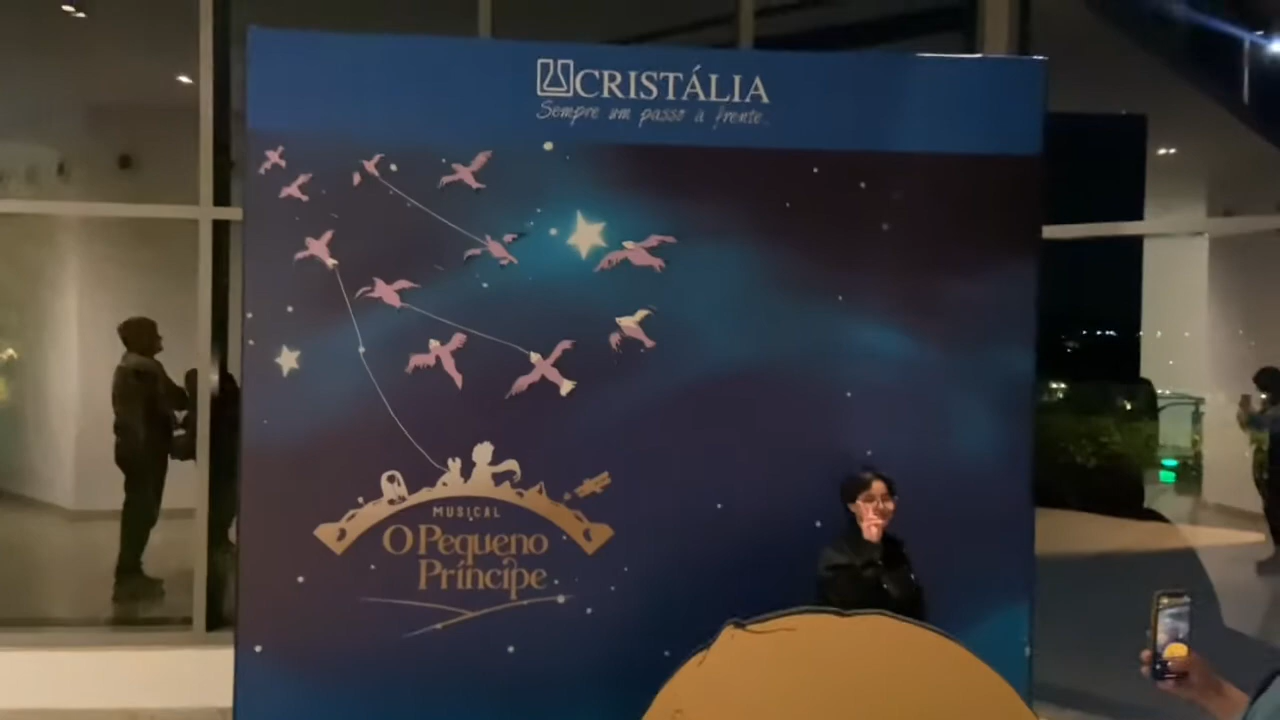 CRISTÁLIA
Sempre um passo à frente...
MUSICAL
O Pequeno
Príncipe